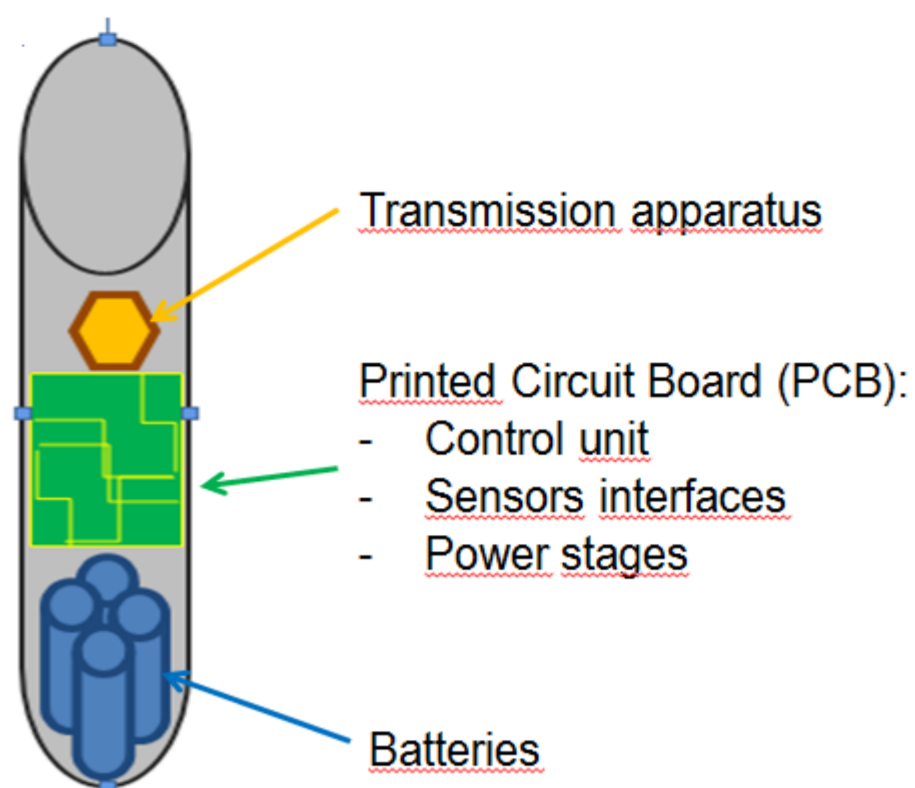 Transmission apparatus
Printed Circuit Board (PCB):
- Control unit
- Sensors interfaces
- Power stages
Batteries